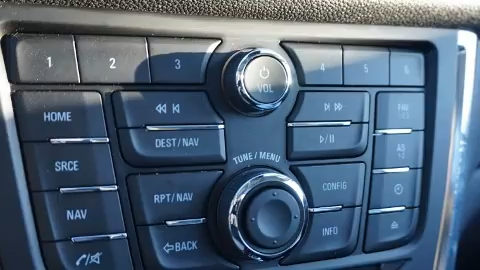 1 2 3
VOL
4 5 6
HOME
SRCE
NAV
DEST/NAV
RPT/NAV
BACK
TUNE / MENU
CONFIG
INFO
FAV
AS